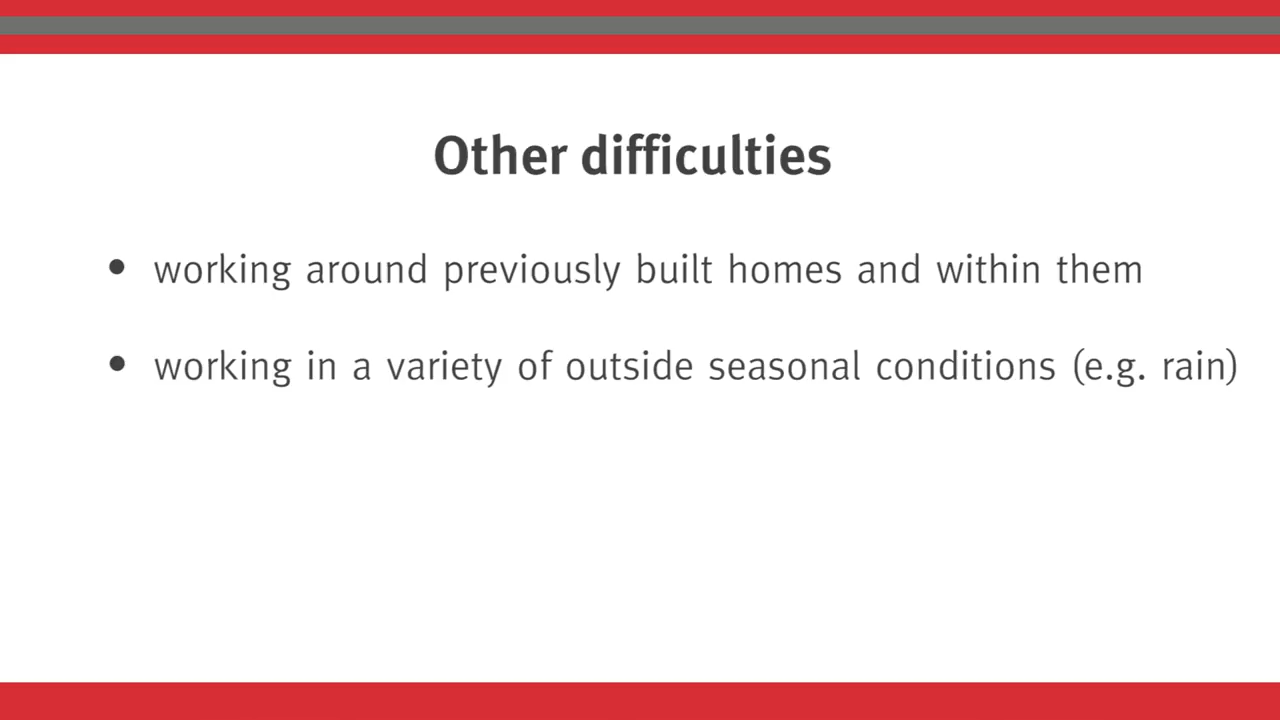 Other difficulties
• working around previously built homes and within them
• working in a variety of outside seasonal conditions (e.g. rain)